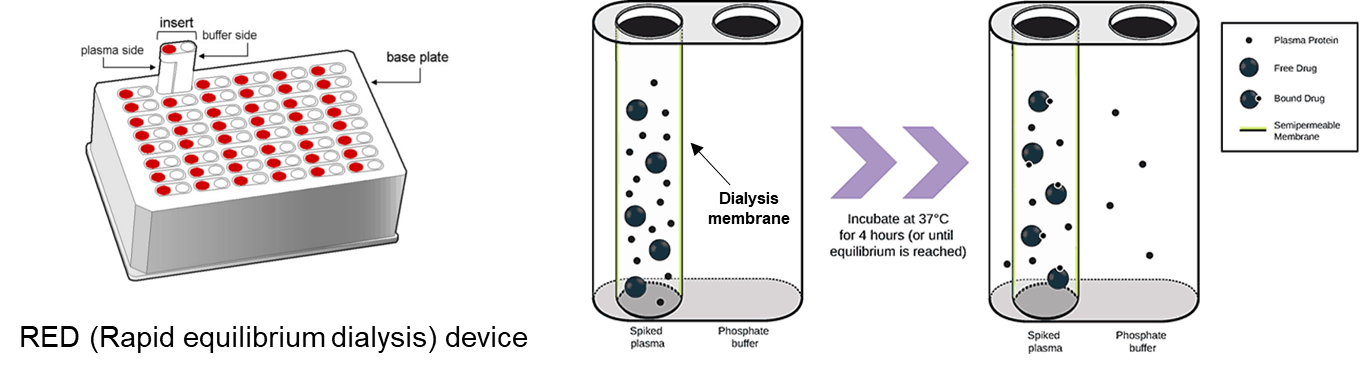 insert
plasma side
buffer side
base plate
RED (Rapid equilibrium dialysis) device
Dialysis
membrane
Spiked
plasma
Phosphate
buffer
Incubate at 37°C
for 4 hours (or until
equilibrium is reached)
Spiked
plasma
Phosphate
buffer
Plasma Protein
Free Drug
Bound Drug
Semipermeable
Membrane